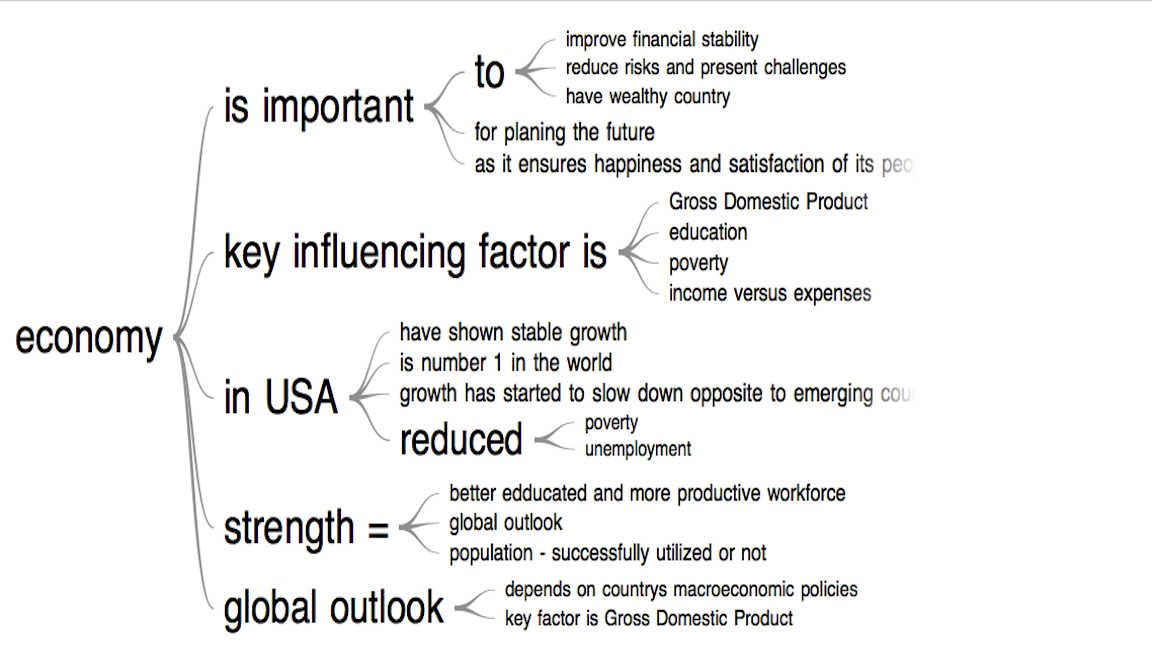 economy
is important
to
improve financial stability
reduce risks and present challenges
have wealthy country
for planing the future
as it ensures happiness and satisfaction of its
key influencing factor is
Gross Domestic Product
education
poverty
income versus expenses
in USA
have shown stable growth
is number 1 in the world
growth has started to slow down opposite to emerging
reduced
poverty
unemployment
strength =
better edducated and more productive workforce
global outlook
population - successfully utilized or not
global outlook
depends on countrys macroeconomic policies
key factor is Gross Domestic Product